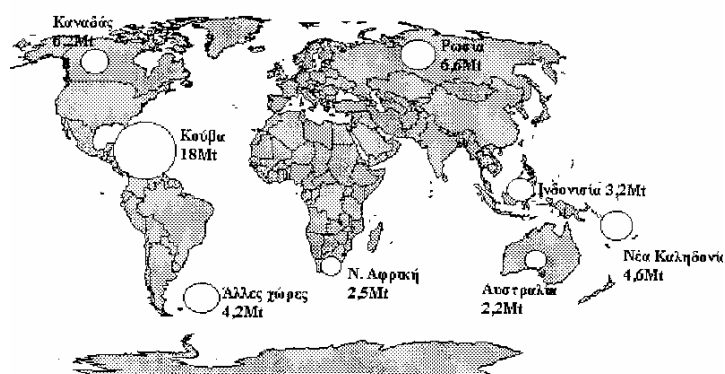 Καναδάς
6,2Mt
Ρωσία
6,6Mt
Κούβα
18Mt
Ινδονισία 3,2Mt
Νέα Καληδονία
4,6Mt
Ν. Αφρική
2,5Mt
Αυστραλία
2,2Mt
Άλλες χώρες
4,2Mt